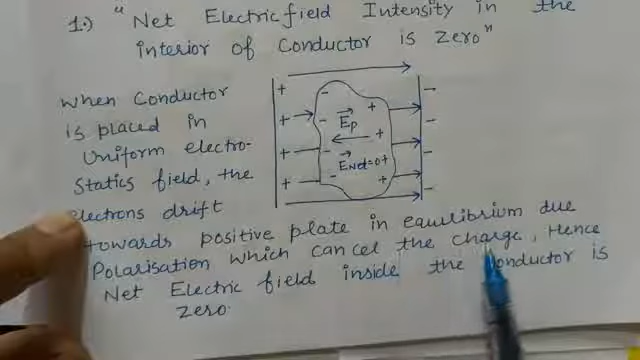 1.) "Net Electric field Intensity in the
interior of Conductor is zero"
When Conductor
is placed in
Uniform electro-
statics field, the
electrons drift
towards positive plate in equilibrium due
Polarisation which cancel the charge, Hence
Net Electric field inside the conductor is
zero.
+ - + -
+ - + -
+ - + -
+ - + -
Ep
ENet=0